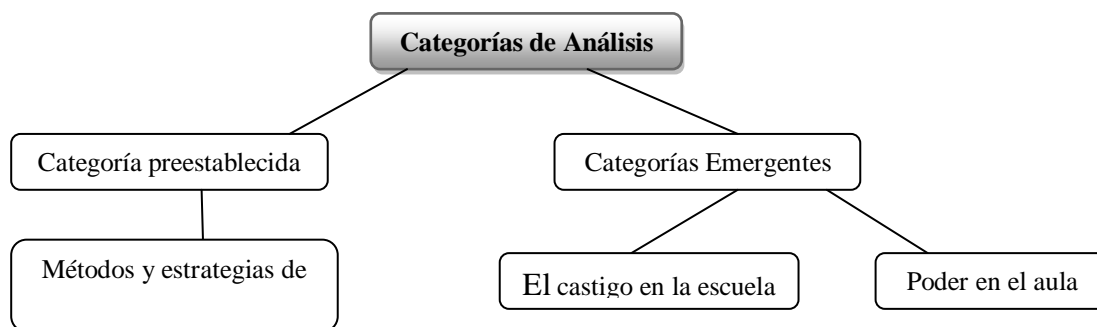 Categorías de Análisis
Categoría preestablecida
Categorías Emergentes
Métodos y estrategias de
El castigo en la escuela
Poder en el aula